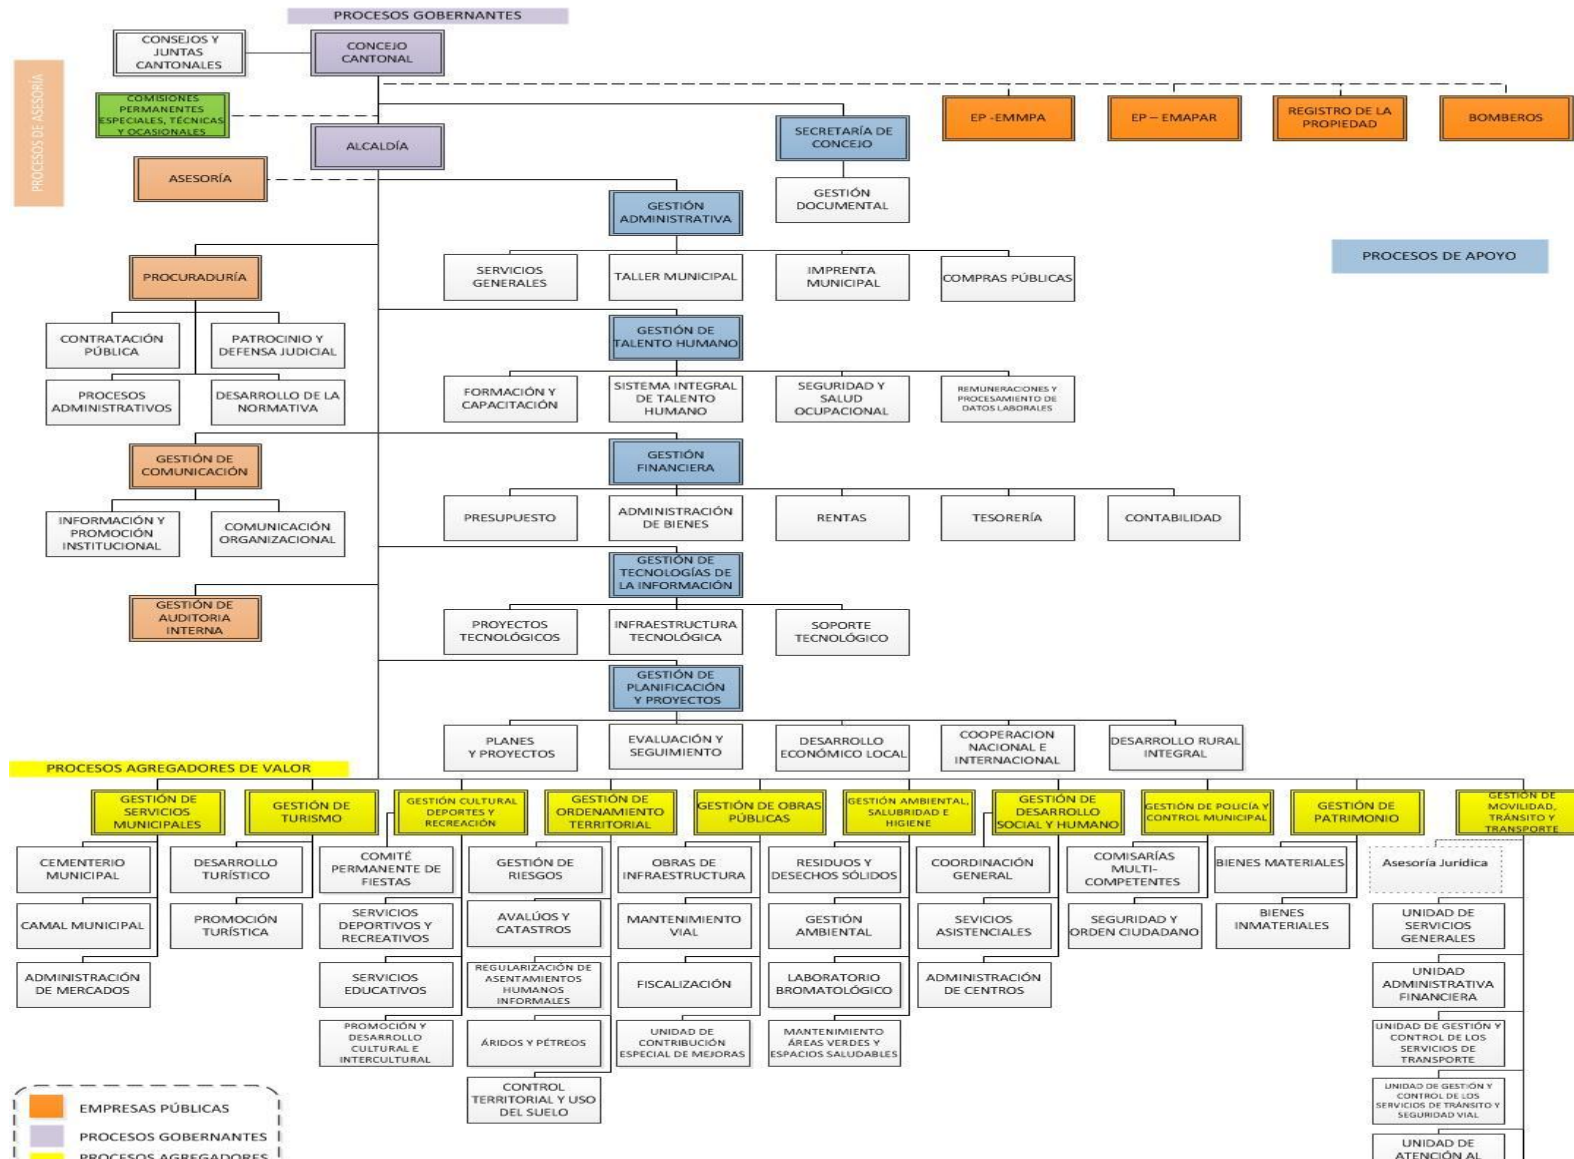 PROCESOS GOBERNANTES
CONSEJOS Y
JUNTAS
CANTONALES
CONCEJO
CANTONAL
PROCESOS DE ASESORÍA
COMISIONES
PERMANENTES
ESPECIALES, TÉCNICAS
Y OCASIONALES
EP -EMMPA
EP – EMAPAR
REGISTRO DE LA
PROPIEDAD
BOMBEROS
ALCALDÍA
SECRETARÍA DE
CONCEJO
ASESORÍA
GESTIÓN
DOCUMENTAL
GESTIÓN
ADMINISTRATIVA
PROCESOS DE APOYO
PROCURADURÍA
SERVICIOS
GENERALES
TALLER MUNICIPAL
IMPRENTA
MUNICIPAL
COMPRAS PÚBLICAS
CONTRATACIÓN
PÚBLICA
PATROCINIO Y
DEFENSA JUDICIAL
GESTIÓN DE
TALENTO HUMANO
PROCESOS
ADMINISTRATIVOS
DESARROLLO DE LA
NORMATIVA
FORMACIÓN Y
CAPACITACIÓN
SISTEMA INTEGRAL
DE TALENTO
HUMANO
SEGURIDAD Y
SALUD
OCUPACIONAL
REMUNERACIONES Y
PROCESAMIENTO DE
DATOS LABORALES
GESTIÓN DE
COMUNICACIÓN
GESTIÓN
FINANCIERA
INFORMACIÓN Y
PROMOCIÓN
INSTITUCIONAL
COMUNICACIÓN
ORGANIZACIONAL
PRESUPUESTO
ADMINISTRACIÓN
DE BIENES
RENTAS
TESORERÍA
CONTABILIDAD
GESTIÓN DE
TECNOLOGÍAS DE
LA INFORMACIÓN
GESTIÓN DE
AUDITORIA
INTERNA
PROYECTOS
TECNOLÓGICOS
INFRAESTRUCTURA
TECNOLÓGICA
SOPORTE
TECNOLÓGICO
GESTIÓN DE
PLANIFICACIÓN
Y PROYECTOS
PLANES
Y PROYECTOS
EVALUACIÓN Y
SEGUIMIENTO
DESARROLLO
ECONÓMICO LOCAL
COOPERACION
NACIONAL E
INTERNACIONAL
DESARROLLO RURAL
INTEGRAL
PROCESOS AGREGADORES DE VALOR
GESTIÓN DE
SERVICIOS
MUNICIPALES
GESTIÓN DE
TURISMO
GESTIÓN CULTURAL
DEPORTES Y
RECREACIÓN
GESTIÓN DE
ORDENAMIENTO
TERRITORIAL
GESTIÓN DE OBRAS
PÚBLICAS
GESTIÓN AMBIENTAL,
SALUBRIDAD E
HIGIENE
GESTIÓN DE
DESARROLLO
SOCIAL Y HUMANO
GESTIÓN DE POLICÍA Y
CONTROL MUNICIPAL
GESTIÓN DE
PATRIMONIO
GESTIÓN DE
MOVILIDAD,
TRÁNSITO Y
TRANSPORTE
CEMENTERIO
MUNICIPAL
DESARROLLO
TURÍSTICO
COMITÉ
PERMANENTE DE
FIESTAS
GESTIÓN DE
RIESGOS
OBRAS DE
INFRAESTRUCTURA
RESIDUOS Y
DESECHOS SÓLIDOS
COORDINACIÓN
GENERAL
COMISARÍAS
MULTI-
COMPETENTES
BIENES MATERIALES
Asesoría Jurídica
CAMAL MUNICIPAL
PROMOCIÓN
TURÍSTICA
SERVICIOS
DEPORTIVOS Y
RECREATIVOS
AVALÚOS Y
CATASTROS
MANTENIMIENTO
VIAL
GESTIÓN
AMBIENTAL
SEVICIOS
ASISTENCIALES
SEGURIDAD Y
ORDEN CIUDADANO
BIENES
INMATERIALES
UNIDAD DE
SERVICIOS
GENERALES
ADMINISTRACIÓN
DE MERCADOS
SERVICIOS
EDUCATIVOS
REGULARIZACIÓN DE
ASENTAMIENTOS
HUMANOS
INFORMALES
FISCALIZACIÓN
LABORATORIO
BROMATOLÓGICO
ADMINISTRACIÓN
DE CENTROS
UNIDAD
ADMINISTRATIVA
FINANCIERA
PROMOCIÓN Y
DESARROLLO
CULTURAL E
INTERCULTURAL
ÁRIDOS Y PÉTREOS
UNIDAD DE
CONTRIBUCIÓN
ESPECIAL DE MEJORAS
MANTENIMIENTO
ÁREAS VERDES Y
ESPACIOS SALUDABLES
UNIDAD DE GESTIÓN Y
CONTROL DE LOS
SERVICIOS DE
TRANSPORTE
CONTROL
TERRITORIAL Y USO
DEL SUELO
UNIDAD DE GESTIÓN Y
CONTROL DE LOS
SERVICIOS DE TRÁNSITO Y
SEGURIDAD VIAL
UNIDAD DE
ATENCIÓN AL
EMPRESAS PÚBLICAS
PROCESOS GOBERNANTES
PROCESOS AGREGADORES